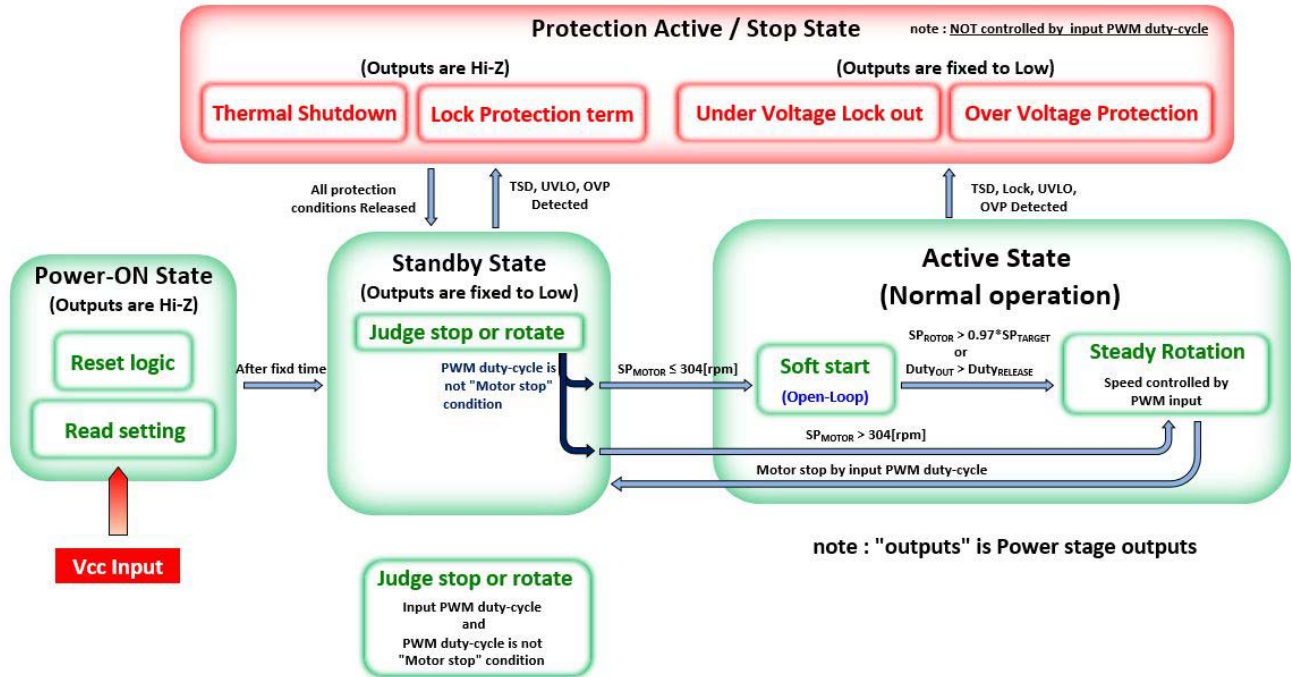 Protection Active / Stop State
note : NOT controlled by input PWM duty-cycle
(Outputs are Hi-Z)
(Outputs are fixed to Low)
Thermal Shutdown
Lock Protection term
Under Voltage Lock out
Over Voltage Protection
All protection
conditions Released
TSD, UVLO, OVP
Detected
TSD, Lock, UVLO,
OVP Detected
Power-ON State
(Outputs are Hi-Z)
Reset logic
Read setting
Vcc Input
After fixd time
Standby State
(Outputs are fixed to Low)
Judge stop or rotate
PWM duty-cycle is
not "Motor stop"
condition
SPMOTOR ≤ 304[rpm]
SPMOTOR > 304[rpm]
Motor stop by input PWM duty-cycle
Active State
(Normal operation)
Soft start
(Open-Loop)
SPROTOR > 0.97*SPTARGET
or
DutyOUT > DutyRELEASE
Steady Rotation
Speed controlled by
PWM input
note : "outputs" is Power stage outputs
Judge stop or rotate
Input PWM duty-cycle
and
PWM duty-cycle is not
"Motor stop" condition